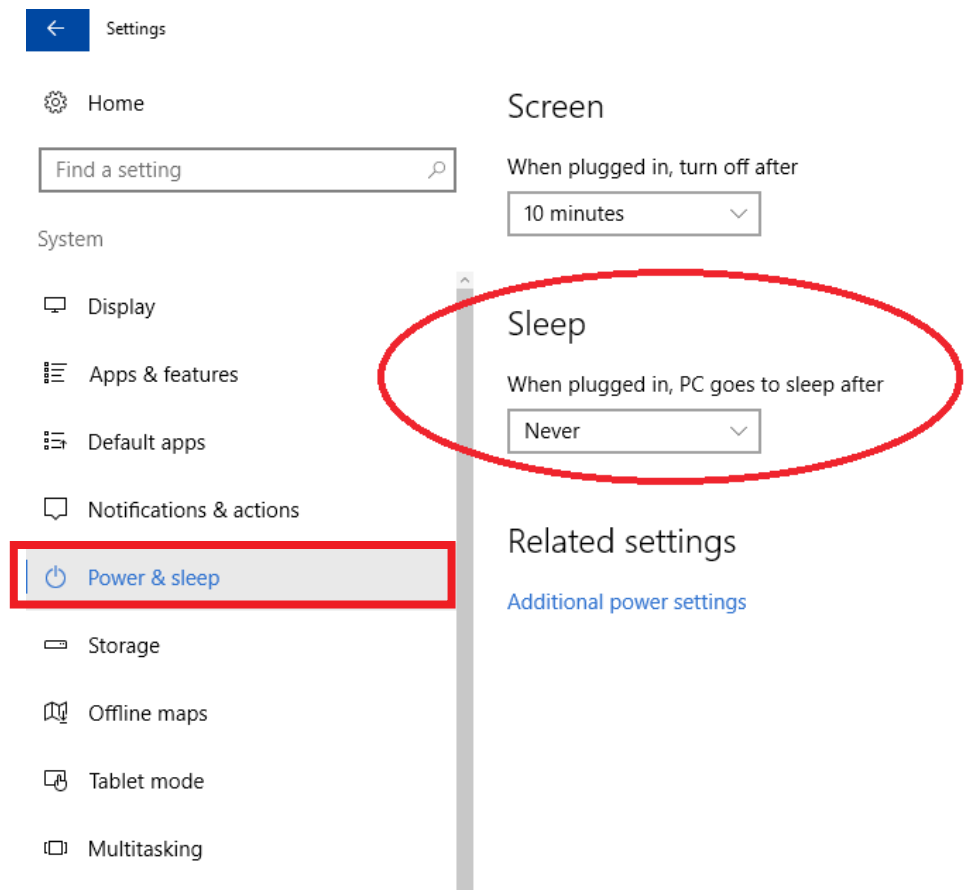 Settings
Home
Find a setting
System
Display
Apps & features
Default apps
Notifications & actions
Power & sleep
Storage
Offline maps
Tablet mode
Multitasking
Screen
When plugged in, turn off after
10 minutes
Sleep
When plugged in, PC goes to sleep after
Never
Related settings
Additional power settings